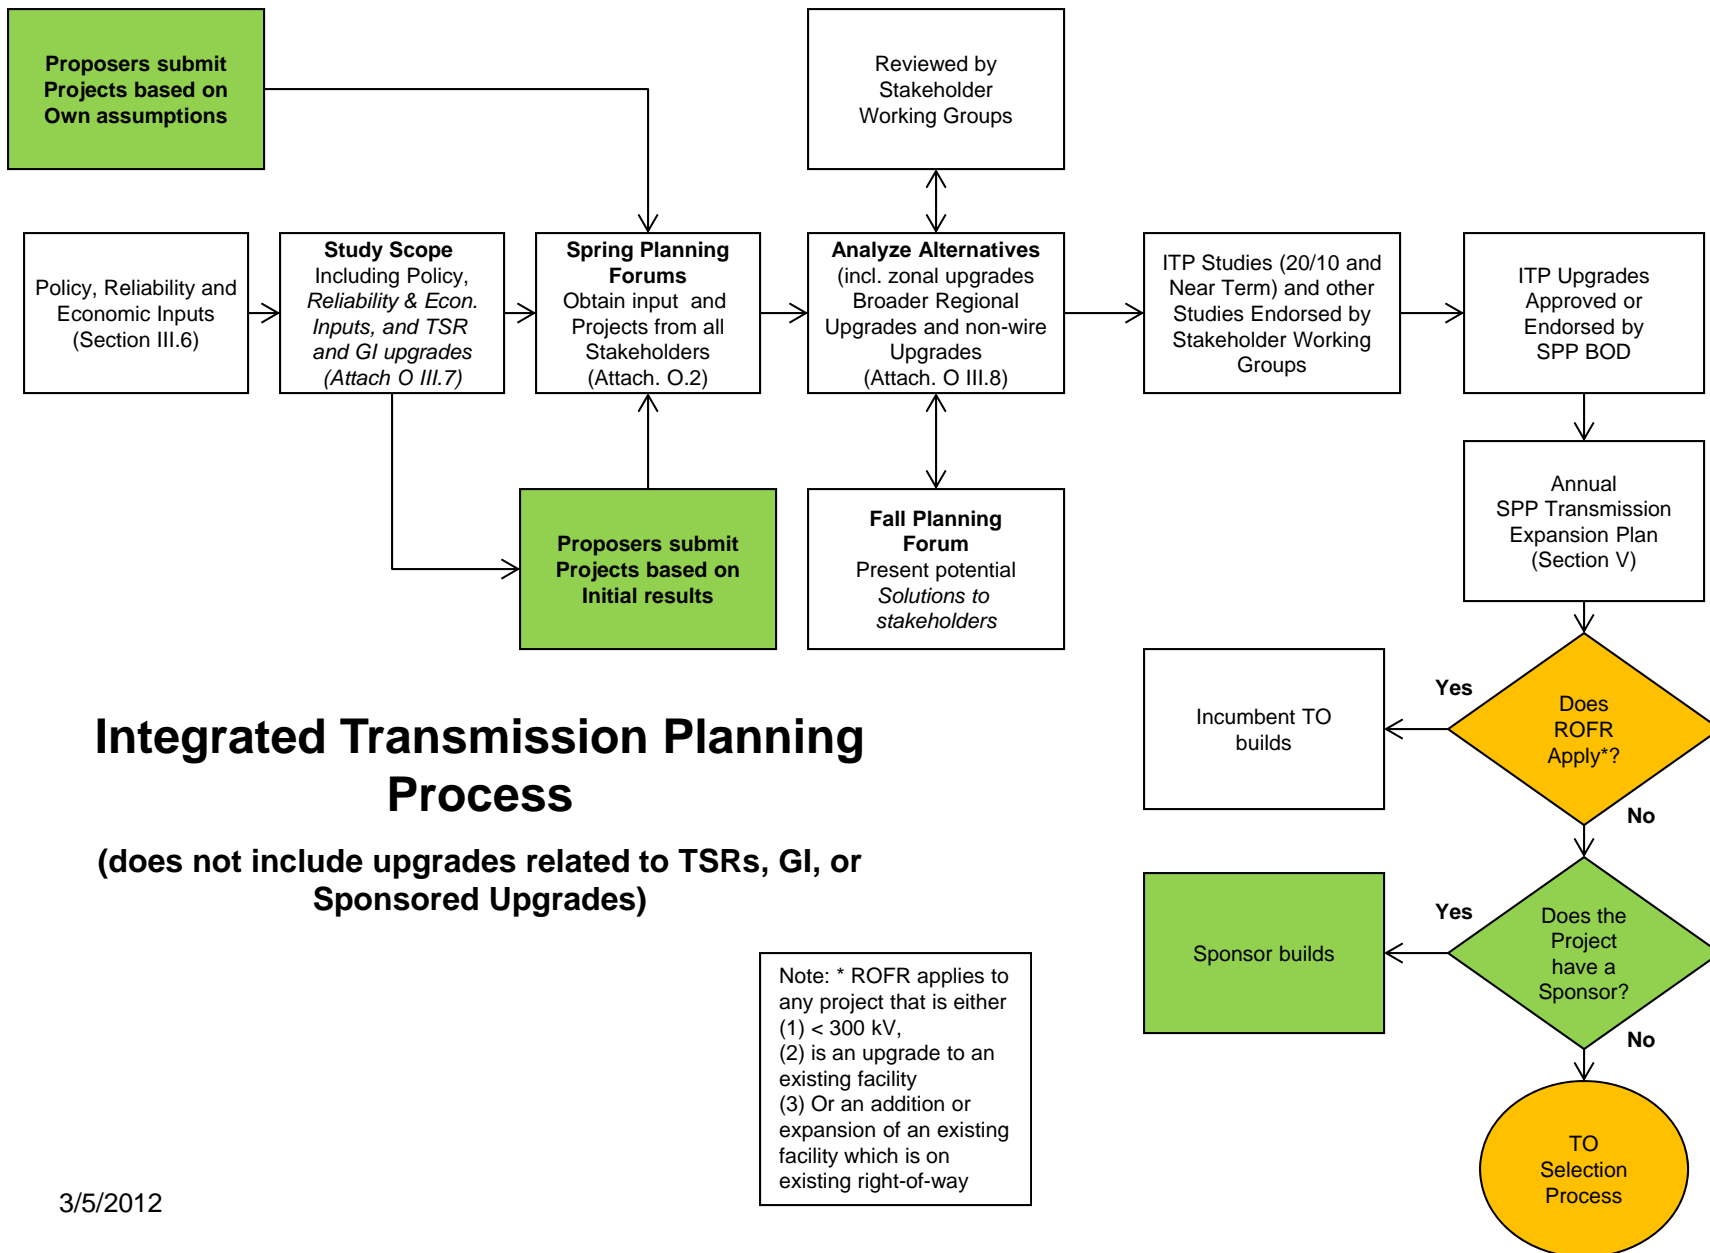 Proposers submit
Projects based on
Own assumptions
Reviewed by
Stakeholder
Working Groups
Policy, Reliability and
Economic Inputs
(Section III.6)
Study Scope
Including Policy,
Reliability & Econ.
Inputs, and TSR
and GI upgrades
(Attach O III.7)
Spring Planning
Forums
Obtain input and
Projects from all
Stakeholders
(Attach. O.2)
Analyze Alternatives
(incl. zonal upgrades
Broader Regional
Upgrades and non-wire
Upgrades
(Attach. O III.8)
ITP Studies (20/10 and
Near Term) and other
Studies Endorsed by
Stakeholder Working
Groups
ITP Upgrades
Approved or
Endorsed by
SPP BOD
Proposers submit
Projects based on
Initial results
Fall Planning
Forum
Present potential
Solutions to
stakeholders
Annual
SPP Transmission
Expansion Plan
(Section V)
Does
ROFR
Apply*?
Yes
Incumbent TO
builds
No
Integrated Transmission Planning
Process
(does not include upgrades related to TSRs, GI, or
Sponsored Upgrades)
Does the
Project
have a
Sponsor?
Yes
Sponsor builds
No
Note: * ROFR applies to
any project that is either
(1) < 300 kV,
(2) is an upgrade to an
existing facility
(3) Or an addition or
expansion of an existing
facility which is on
existing right-of-way
TO
Selection
Process
3/5/2012